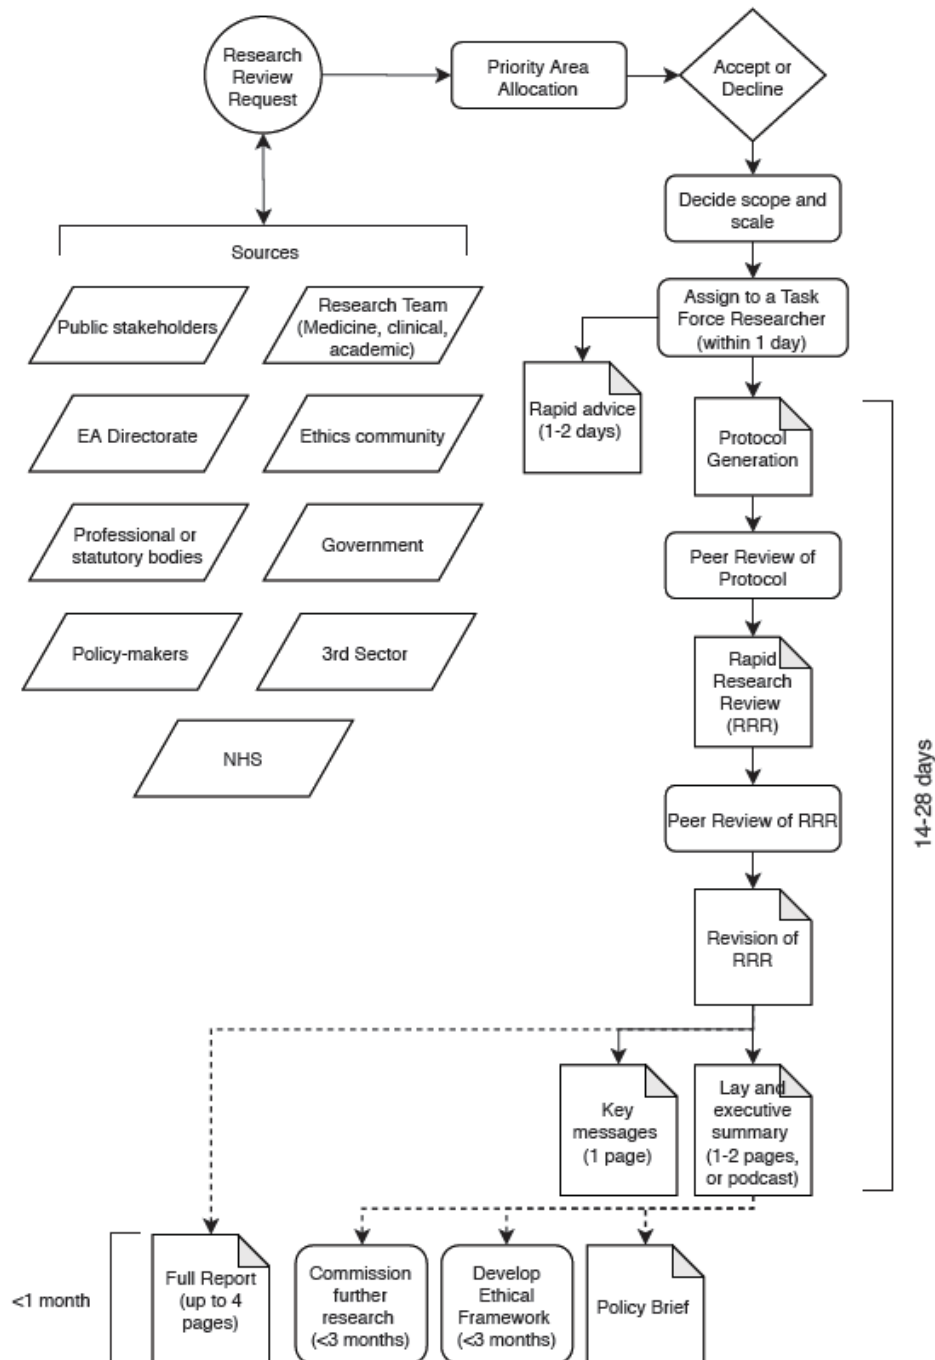 Research
Review
Request
Priority Area
Allocation
Accept or
Decline
Decide scope and
scale
Sources
Public stakeholders
Research Team
(Medicine, clinical,
academic)
Assign to a Task
Force Researcher
(within 1 day)
Rapid advice
(1-2 days)
EA Directorate
Ethics community
Protocol
Generation
Professional or
statutory bodies
Government
Peer Review of
Protocol
Policy-makers
3rd Sector
Rapid
Research
Review
(RRR)
NHS
Peer Review of RRR
14-28 days
Revision of
RRR
Key
messages
(1 page)
Lay and
executive
summary
(1-2 pages,
or podcast)
<1 month
Full Report
(up to 4
pages)
Commission
further
research
(<3 months)
Develop
Ethical
Framework
(<3 months)
Policy Brief